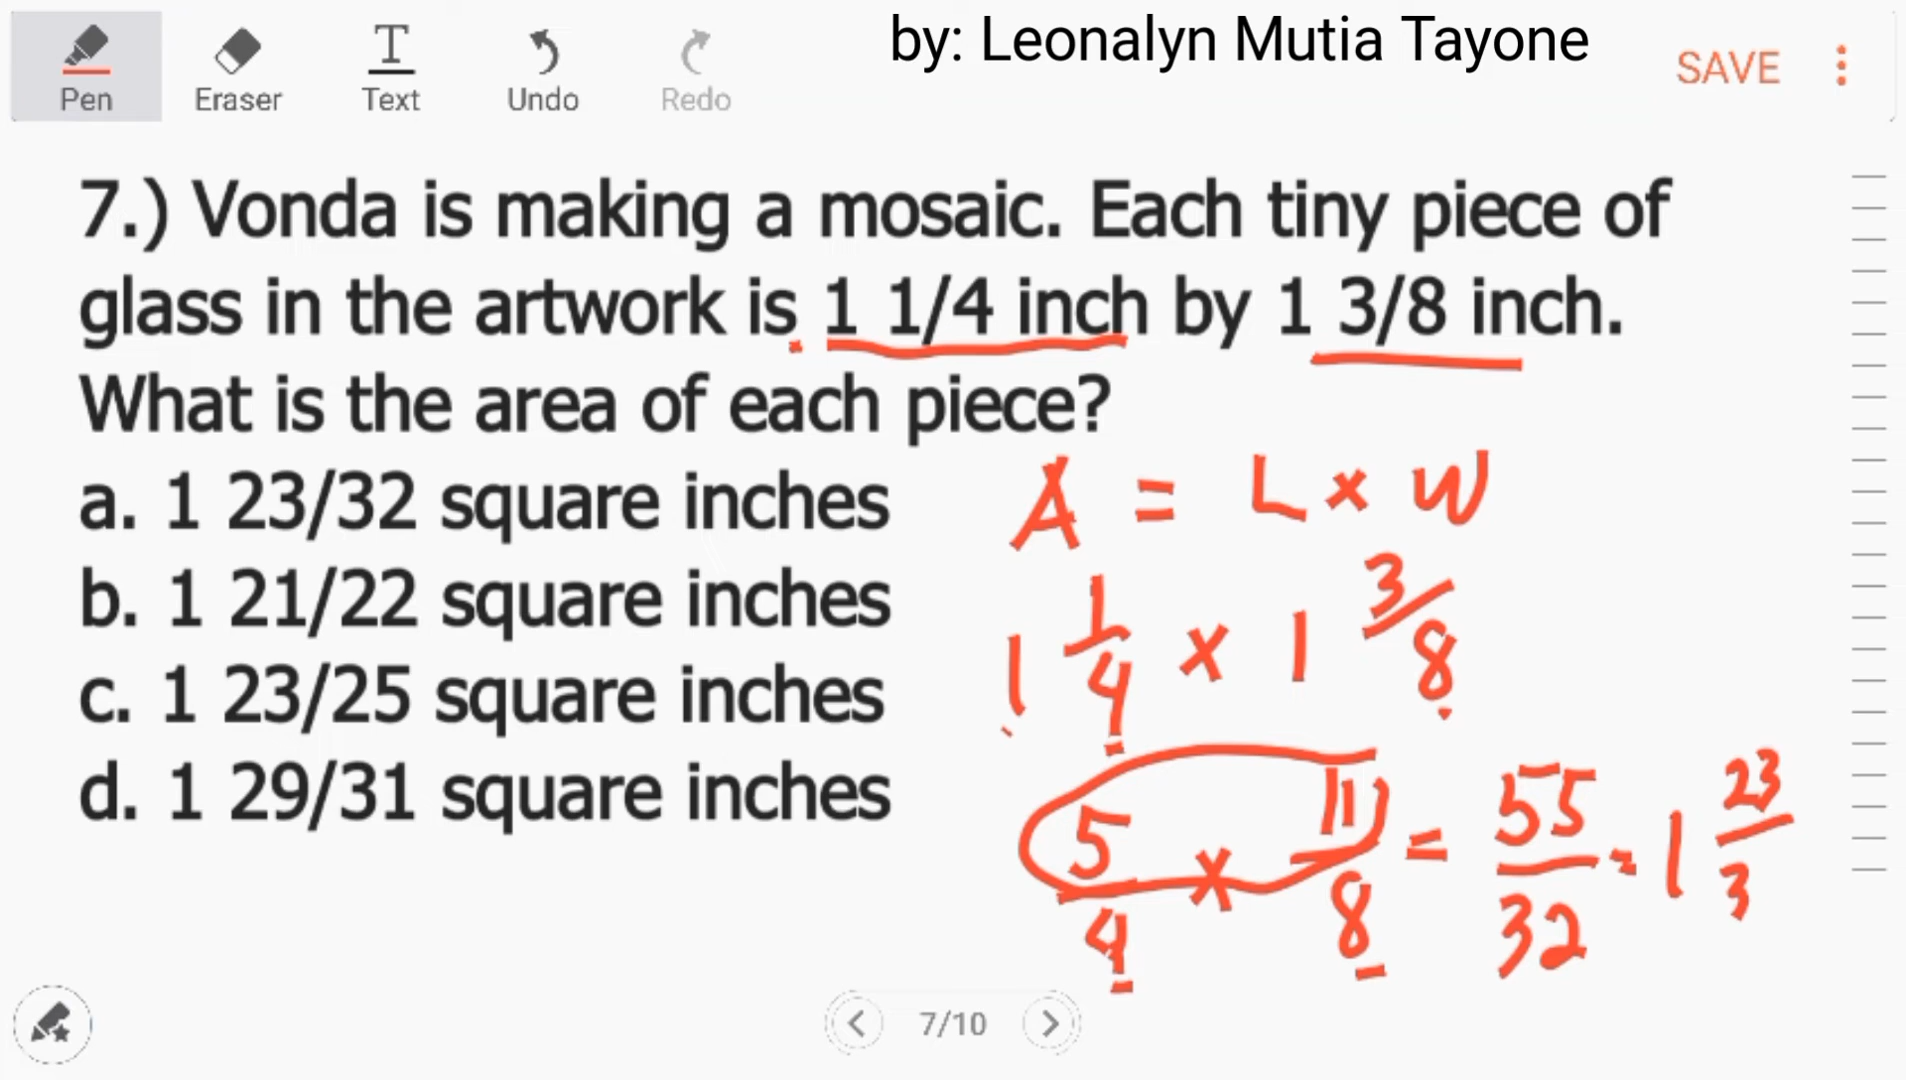 by: Leonalyn Mutia Tayone
Pen Eraser Text Undo Redo SAVE
7.) Vonda is making a mosaic. Each tiny piece of
glass in the artwork is 1 1/4 inch by 1 3/8 inch.
What is the area of each piece?
a. 1 23/32 square inches
b. 1 21/22 square inches
c. 1 23/25 square inches
d. 1 29/31 square inches
A = L × W
1 1/4 × 1 3/8
5/4 × 11/8 = 55/32 = 1 23/3
7/10